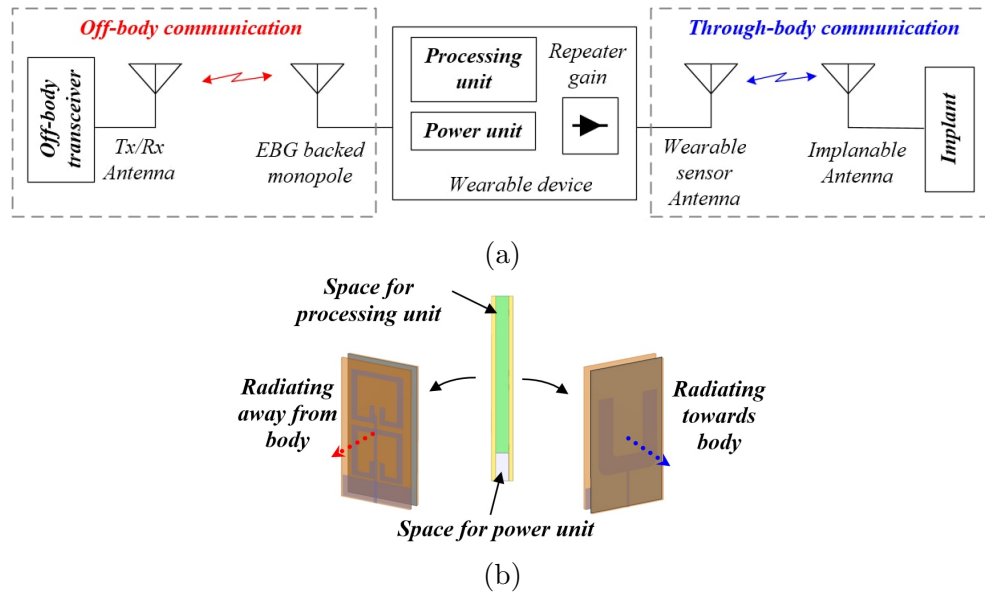 Off-body communication
Through-body communication
Off-body
transceiver
Tx/Rx
Antenna
EBG backed
monopole
Processing
unit
Power unit
Repeater
gain
Wearable device
Wearable
sensor
Antenna
Implanable
Antenna
Implant
(a)
Space for
processing unit
Radiating
away from
body
Radiating
towards
body
Space for power unit
(b)